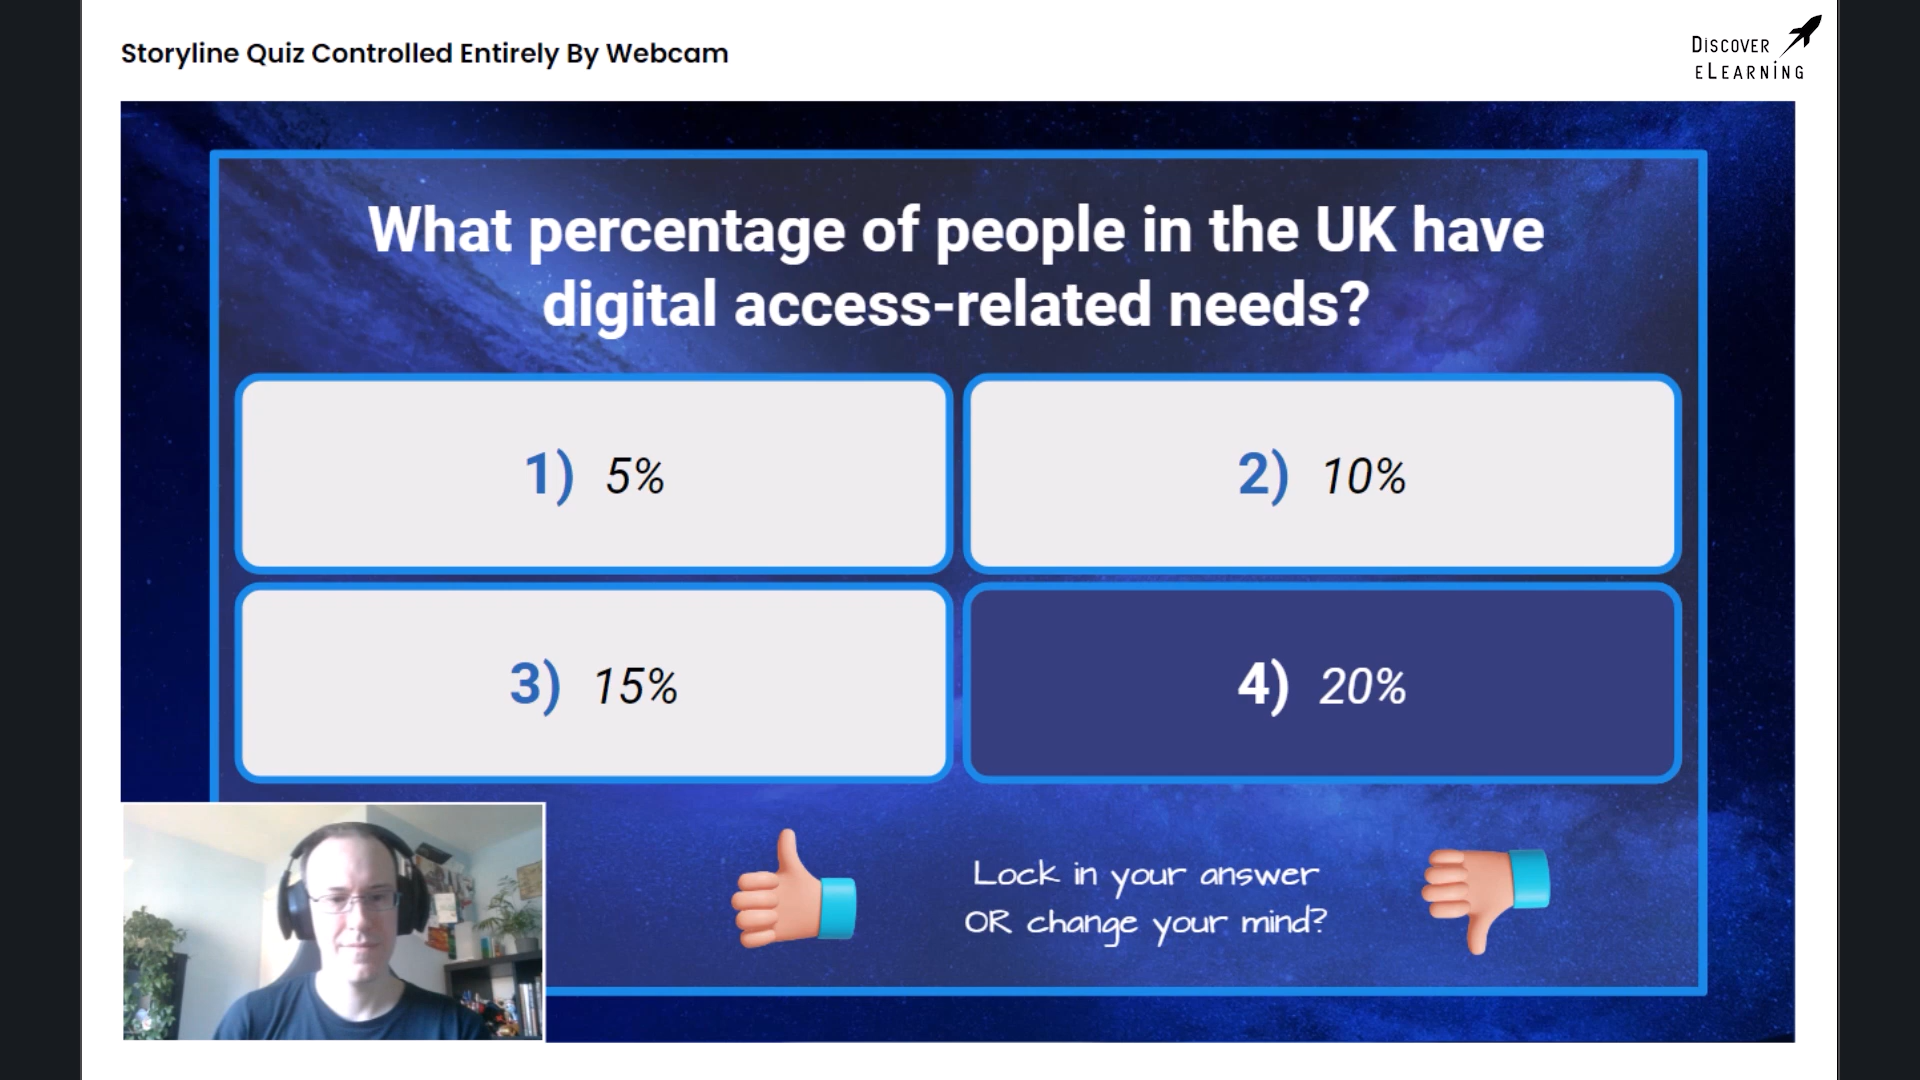 Storyline Quiz Controlled Entirely By Webcam
DISCOVER
eLEARNING
What percentage of people in the UK have
digital access-related needs?
1) 5%
2) 10%
3) 15%
4) 20%
Lock in your answer
OR change your mind?